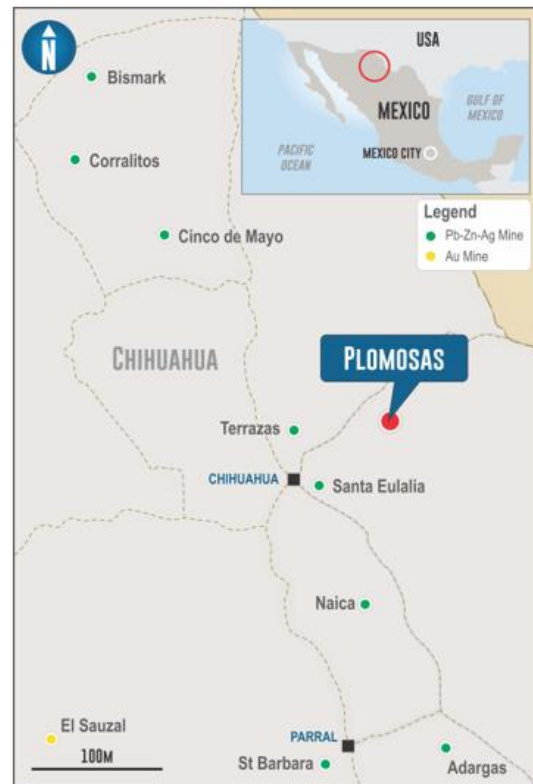 N
USA
MEXICO
GULF OF
MEXICO
PACIFIC
OCEAN
MEXICO CITY
Legend
Pb-Zn-Ag Mine
Au Mine
Bismark
Corralitos
Cinco de Mayo
CHIHUAHUA
PLOMOSAS
Terrazas
CHIHUAHUA
Santa Eulalia
Naica
El Sauzal
100M
PARRAL
St Barbara
Adargas